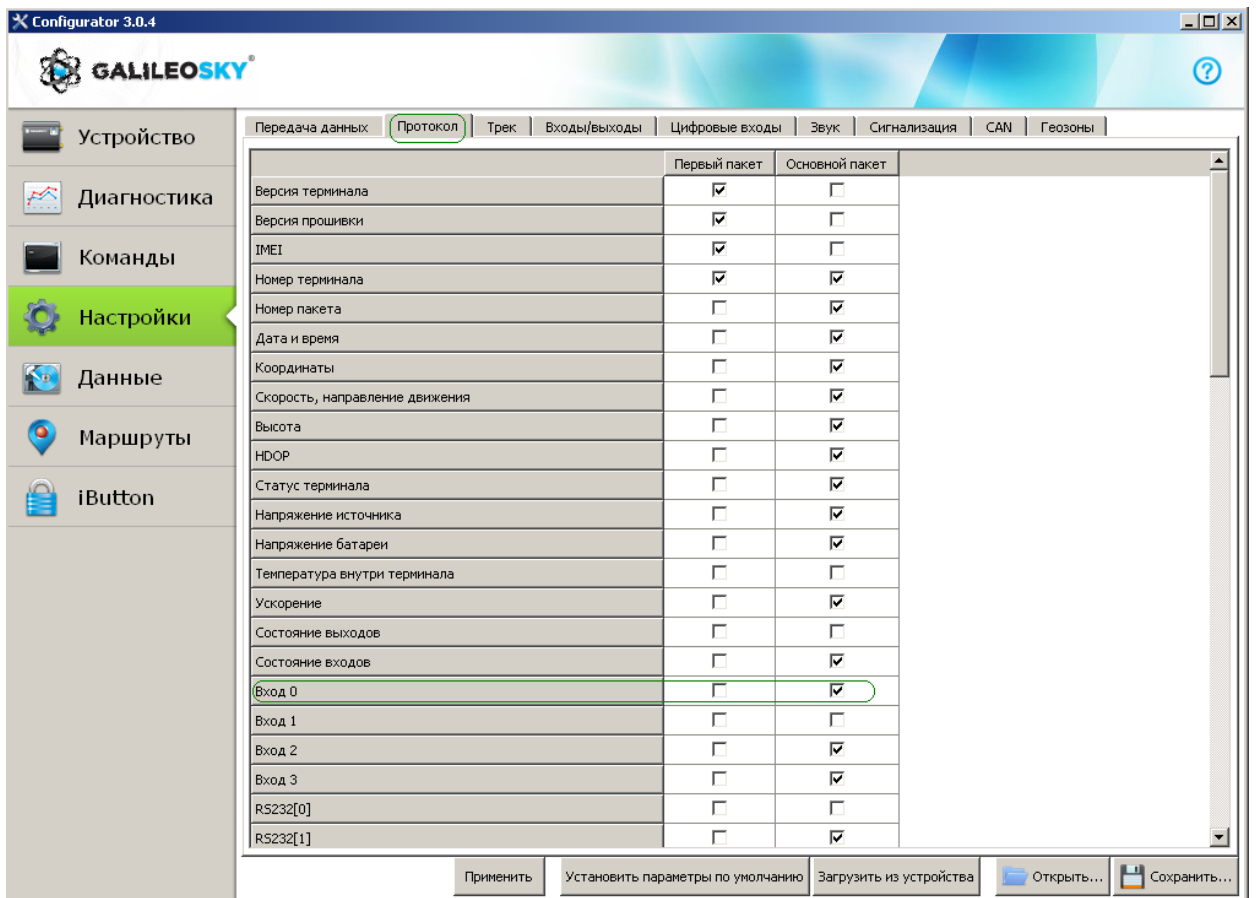 Configurator 3.0.4
GALILEOSKY®
?
Устройство
Диагностика
Команды
Настройки
Данные
Маршруты
iButton
Передача данных Протокол Трек Входы/выходы Цифровые входы Звук Сигнализация CAN Геозоны
Первый пакет Основной пакет
Версия терминала
Версия прошивки
IMEI
Номер терминала
Номер пакета
Дата и время
Координаты
Скорость, направление движения
Высота
HDOP
Статус терминала
Напряжение источника
Напряжение батареи
Температура внутри терминала
Ускорение
Состояние выходов
Состояние входов
Вход 0
Вход 1
Вход 2
Вход 3
RS232[0]
RS232[1]
Применить Установить параметры по умолчанию Загрузить из устройства Открыть... Сохранить...